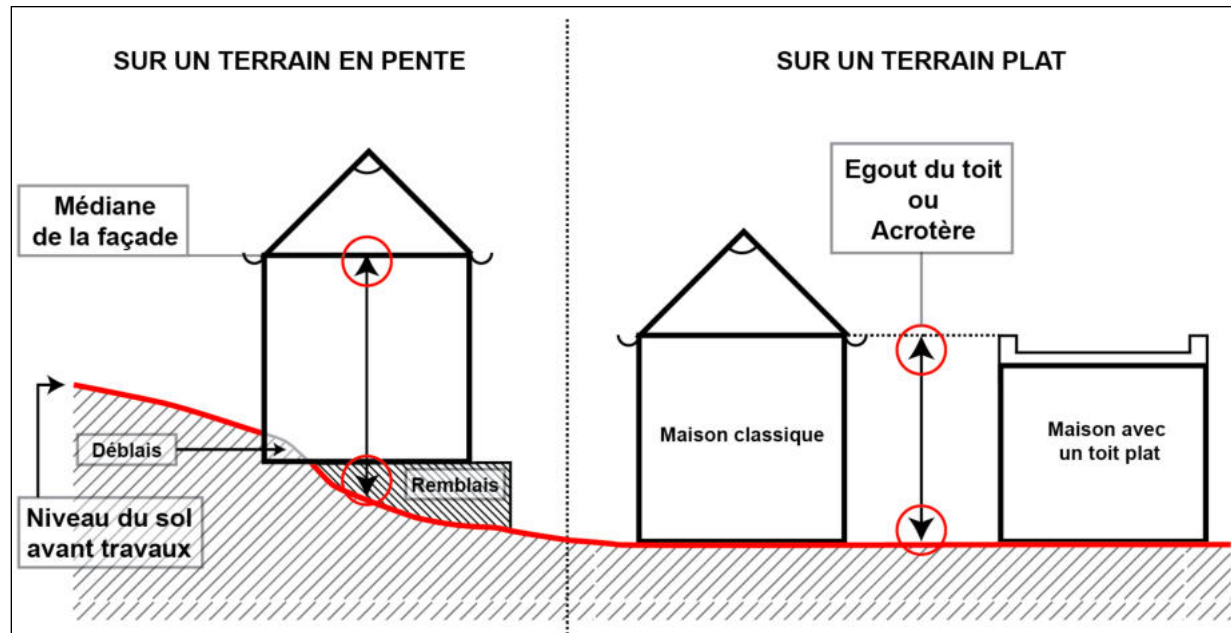 SUR UN TERRAIN EN PENTE
Médiane
de la façade
Déblais
Remblais
Niveau du sol
avant travaux
SUR UN TERRAIN PLAT
Egout du toit
ou
Acrotère
Maison classique
Maison avec
un toit plat